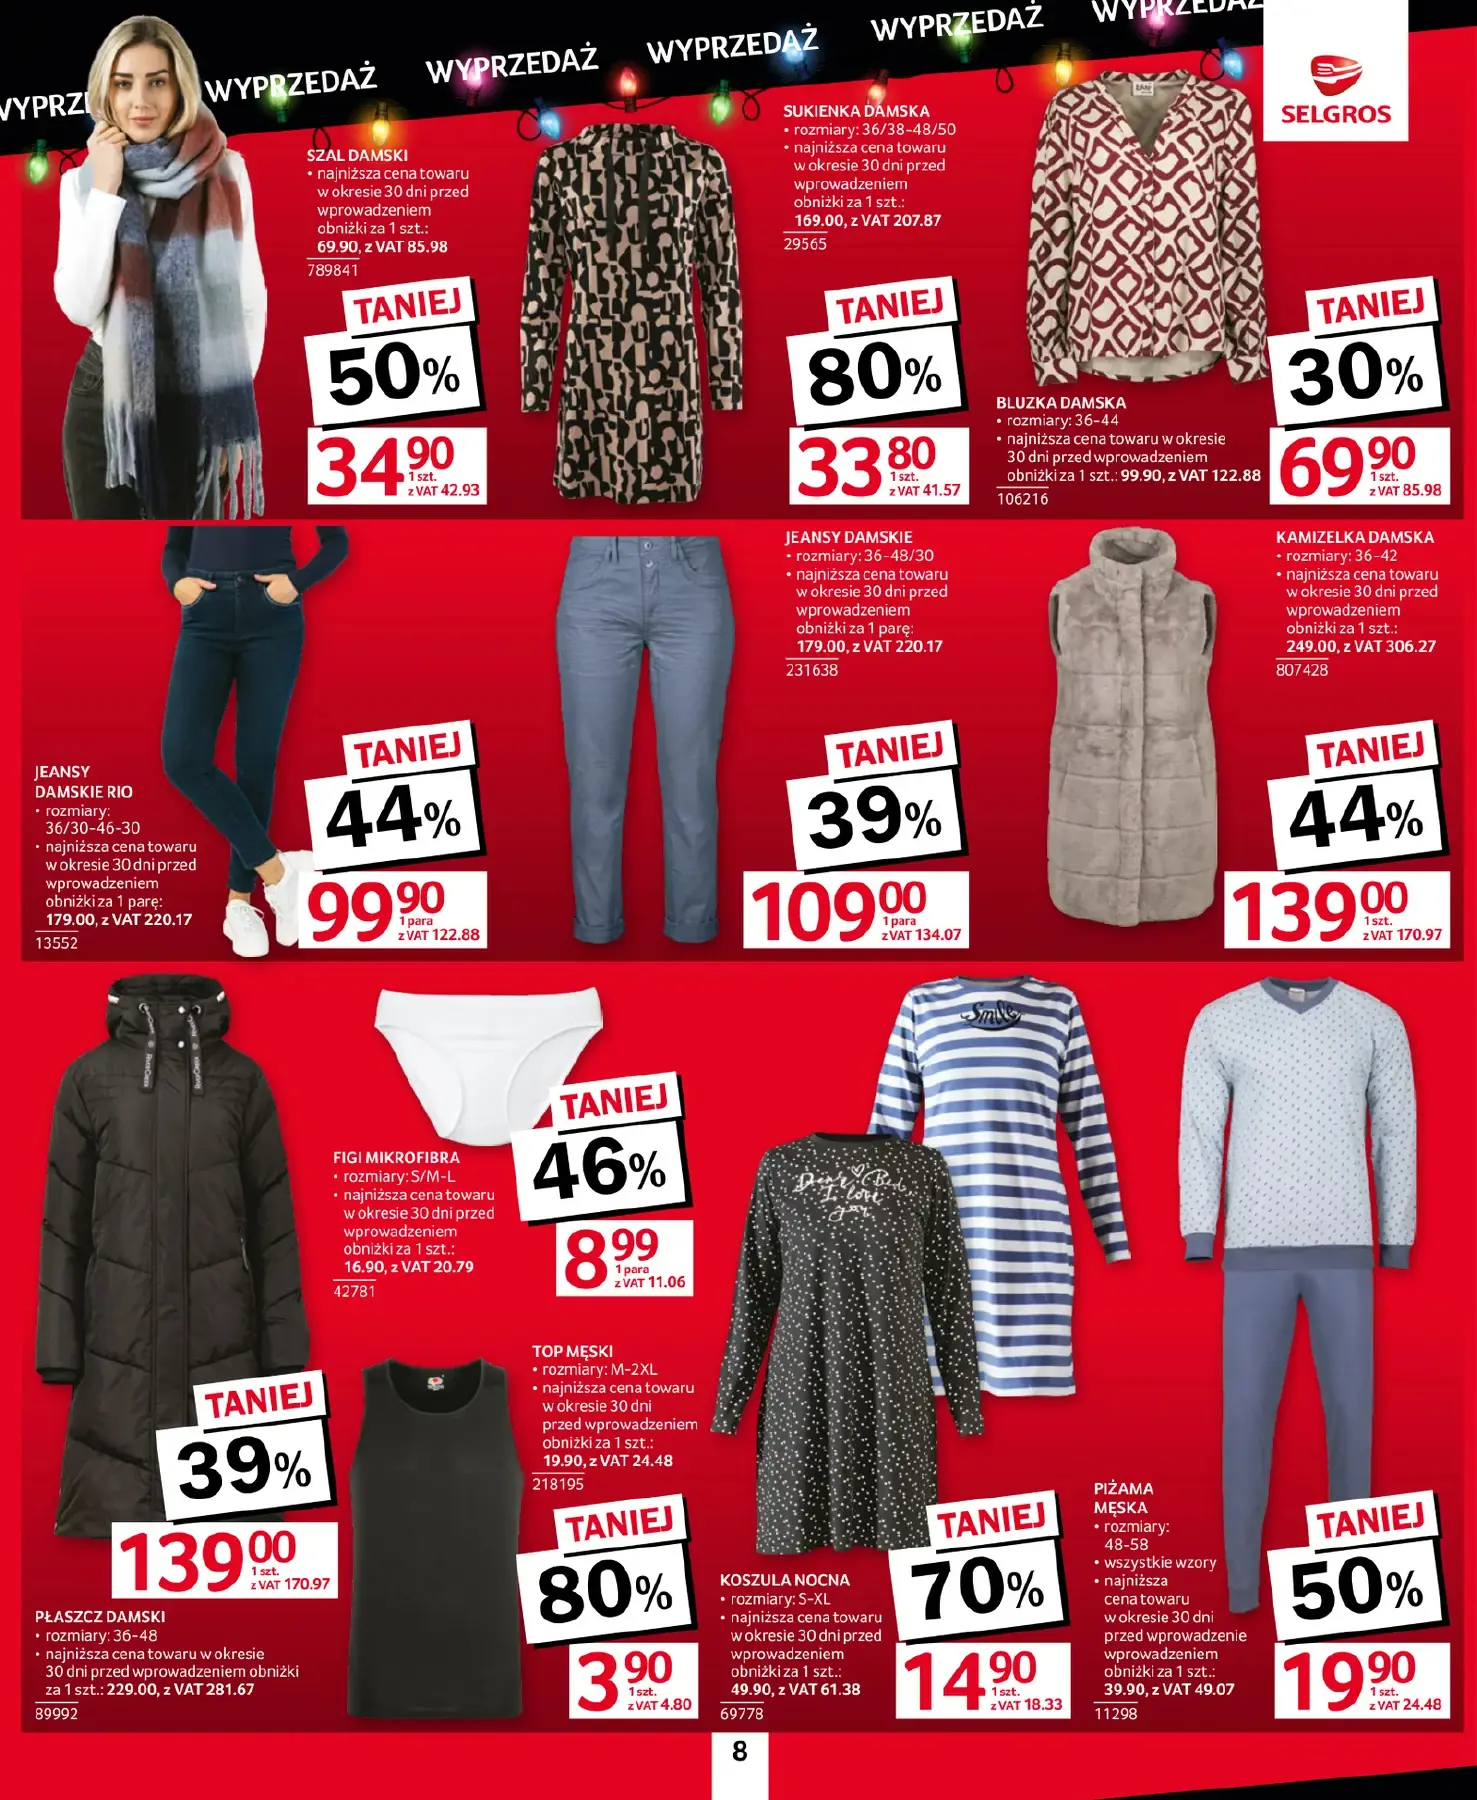 WYPRZEDAŻ
WYPRZEDAŻ
WYPRZEDAŻ
WYPRZEDAŻ
SELGROS
SZAL DAMSKI
• najniższa cena towaru
w okresie 30 dni przed
wprowadzeniem
obniżki za 1 szt.:
69.90, z VAT 85.98
789841
TANIEJ
50%
34 90
1 szt.
z VAT 42.93
SUKIENKA DAMSKA
• rozmiary: 36/38-48/50
• najniższa cena towaru
w okresie 30 dni przed
wprowadzeniem
obniżki za 1 szt.:
169.00, z VAT 207.87
29565
TANIEJ
80%
33 80
1 szt.
z VAT 41.57
BLUZKA DAMSKA
• rozmiary: 36-44
• najniższa cena towaru w okresie
30 dni przed wprowadzeniem
obniżki za 1 szt.: 99.90, z VAT 122.88
106216
TANIEJ
30%
69 90
1 szt.
z VAT 85.98
JEANSY
DAMSKIE RIO
• rozmiary:
36/30-46-30
• najniższa cena towaru
w okresie 30 dni przed
wprowadzeniem
obniżki za 1 parę:
179.00, z VAT 220.17
13552
TANIEJ
44%
99 90
1 para
z VAT 122.88
JEANSY DAMSKIE
• rozmiary: 36-48/30
• najniższa cena towaru
w okresie 30 dni przed
wprowadzeniem
obniżki za 1 parę:
179.00, z VAT 220.17
231638
TANIEJ
39%
109 00
1 para
z VAT 134.07
KAMIZELKA DAMSKA
• rozmiary: 36-42
• najniższa cena towaru
w okresie 30 dni przed
wprowadzeniem
obniżki za 1 szt.:
249.00, z VAT 306.27
807428
TANIEJ
44%
139 00
1 szt.
z VAT 170.97
TANIEJ
39%
139 00
1 szt.
z VAT 170.97
PŁASZCZ DAMSKI
• rozmiary: 36-48
• najniższa cena towaru w okresie
30 dni przed wprowadzeniem obniżki
za 1 szt.: 229.00, z VAT 281.67
89992
FIGI MIKROFIBRA
• rozmiary: S/M-L
• najniższa cena towaru
w okresie 30 dni przed
wprowadzeniem
obniżki za 1 szt.:
16.90, z VAT 20.79
42781
TANIEJ
46%
8 99
1 para
z VAT 11.06
TOP MĘSKI
• rozmiary: M-2XL
• najniższa cena towaru
w okresie 30 dni
przed wprowadzeniem
obniżki za 1 szt.:
19.90, z VAT 24.48
218195
TANIEJ
80%
3 90
1 szt.
z VAT 4.80
Smile
I love
you
KOSZULA NOCNA
• rozmiary: S-XL
• najniższa cena towaru
w okresie 30 dni przed
wprowadzeniem
obniżki za 1 szt.:
49.90, z VAT 61.38
69778
TANIEJ
70%
14 90
1 szt.
z VAT 18.33
PIŻAMA
MĘSKA
• rozmiary:
48-58
• wszystkie wzory
• najniższa
cena towaru
w okresie 30 dni
przed wprowadzenie
wprowadzeniem
obniżki za 1 szt.:
39.90, z VAT 49.07
11298
TANIEJ
50%
19 90
1 szt.
z VAT 24.48
8